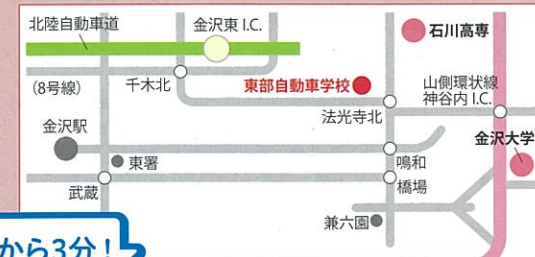 北陸自動車道
金沢東 I.C.
石川高専
(8号線)
千木北
東部自動車学校
山側環状線
神谷内 I.C.
法光寺北
金沢駅
金沢大学
東署
鳴和
武蔵
橋場
兼六園
から3分！